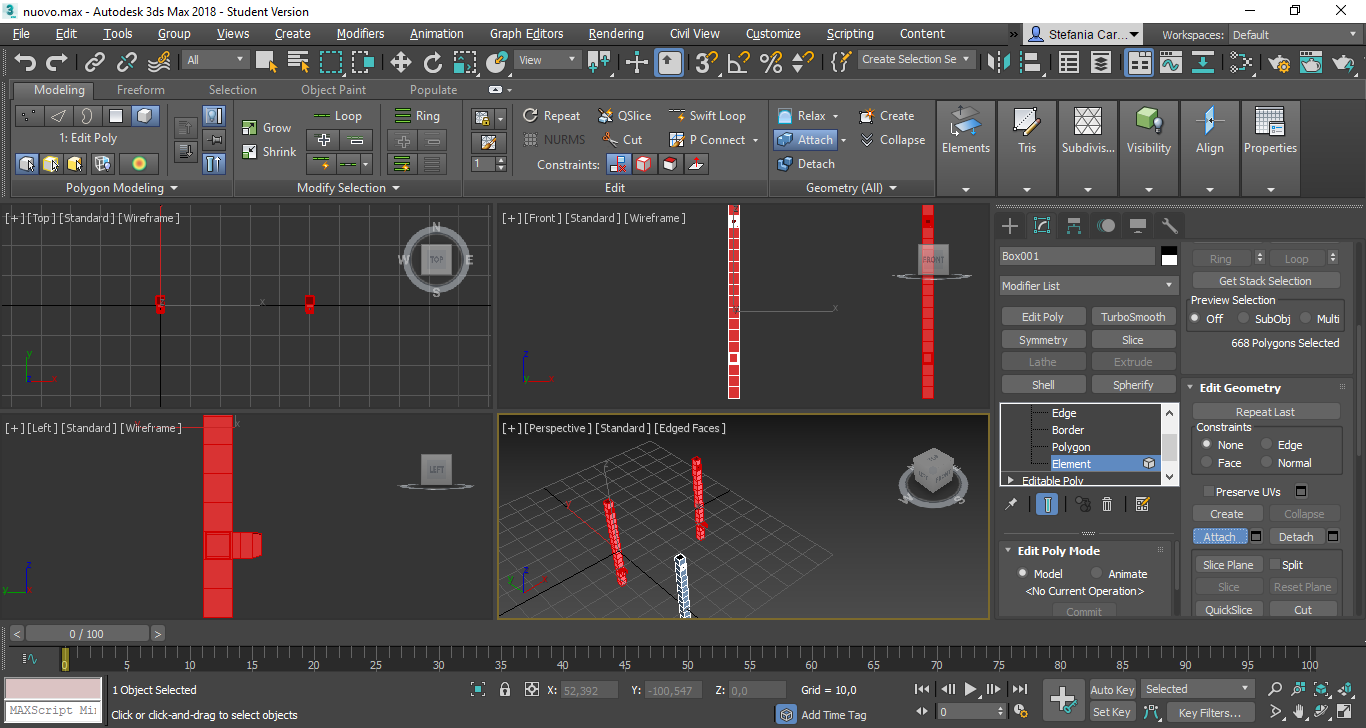 nuovo.max - Autodesk 3ds Max 2018 - Student Version
File Edit Tools Group Views Create Modifiers Animation Graph Editors Rendering Civil View Customize Scripting Content » Stefania Car... Workspaces: Default
All View Create Selection Se
Modeling Freeform Selection Object Paint Populate
Loop Ring Repeat QSlice Swift Loop Relax Create
1: Edit Poly Grow NURMS Cut P Connect Attach Collapse
Shrink 1 Constraints: Detach
Elements Tris Subdivis... Visibility Align Properties
Polygon Modeling Modify Selection Edit Geometry (All)
[+] [Top] [Standard] [Wireframe]
N W E S TOP
x
y
z x
[+] [Front] [Standard] [Wireframe]
FRONT
x
z
y x
[+] [Left] [Standard] [Wireframe]
LEFT
x
z
y
[+] [Perspective] [Standard] [Edged Faces]
Box001
Modifier List
Edit Poly TurboSmooth
Symmetry Slice
Lathe Extrude
Shell Spherify
Edge
Border
Polygon
Element
Editable Poly
Edit Poly Mode
Model Animate
<No Current Operation>
Commit
Ring Loop
Get Stack Selection
Preview Selection
Off SubObj Multi
668 Polygons Selected
Edit Geometry
Repeat Last
Constraints
None Edge
Face Normal
Preserve UVs
Create Collapse
Attach Detach
Slice Plane Split
Slice Reset Plane
QuickSlice Cut
< 0 / 100 >
0 5 10 15 20 25 30 35 40 45 50 55 60 65 70 75 80 85 90 95 100
1 Object Selected X: 52,392 Y: -100,547 Z: 0,0 Grid = 10,0 Auto Key Selected
MAXScript Mi Click or click-and-drag to select objects Add Time Tag 0 Set Key Key Filters...